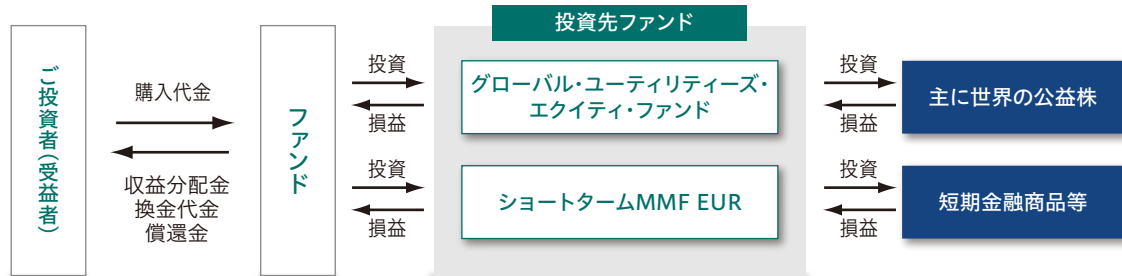 ご投資者(受益者)
購入代金
収益分配金
換金代金
償還金
ファンド
投資
損益
投資
損益
投資先ファンド
グローバル・ユーティリティーズ・
エクイティ・ファンド
ショートタームMMF EUR
投資
損益
投資
損益
主に世界の公益株
短期金融商品等